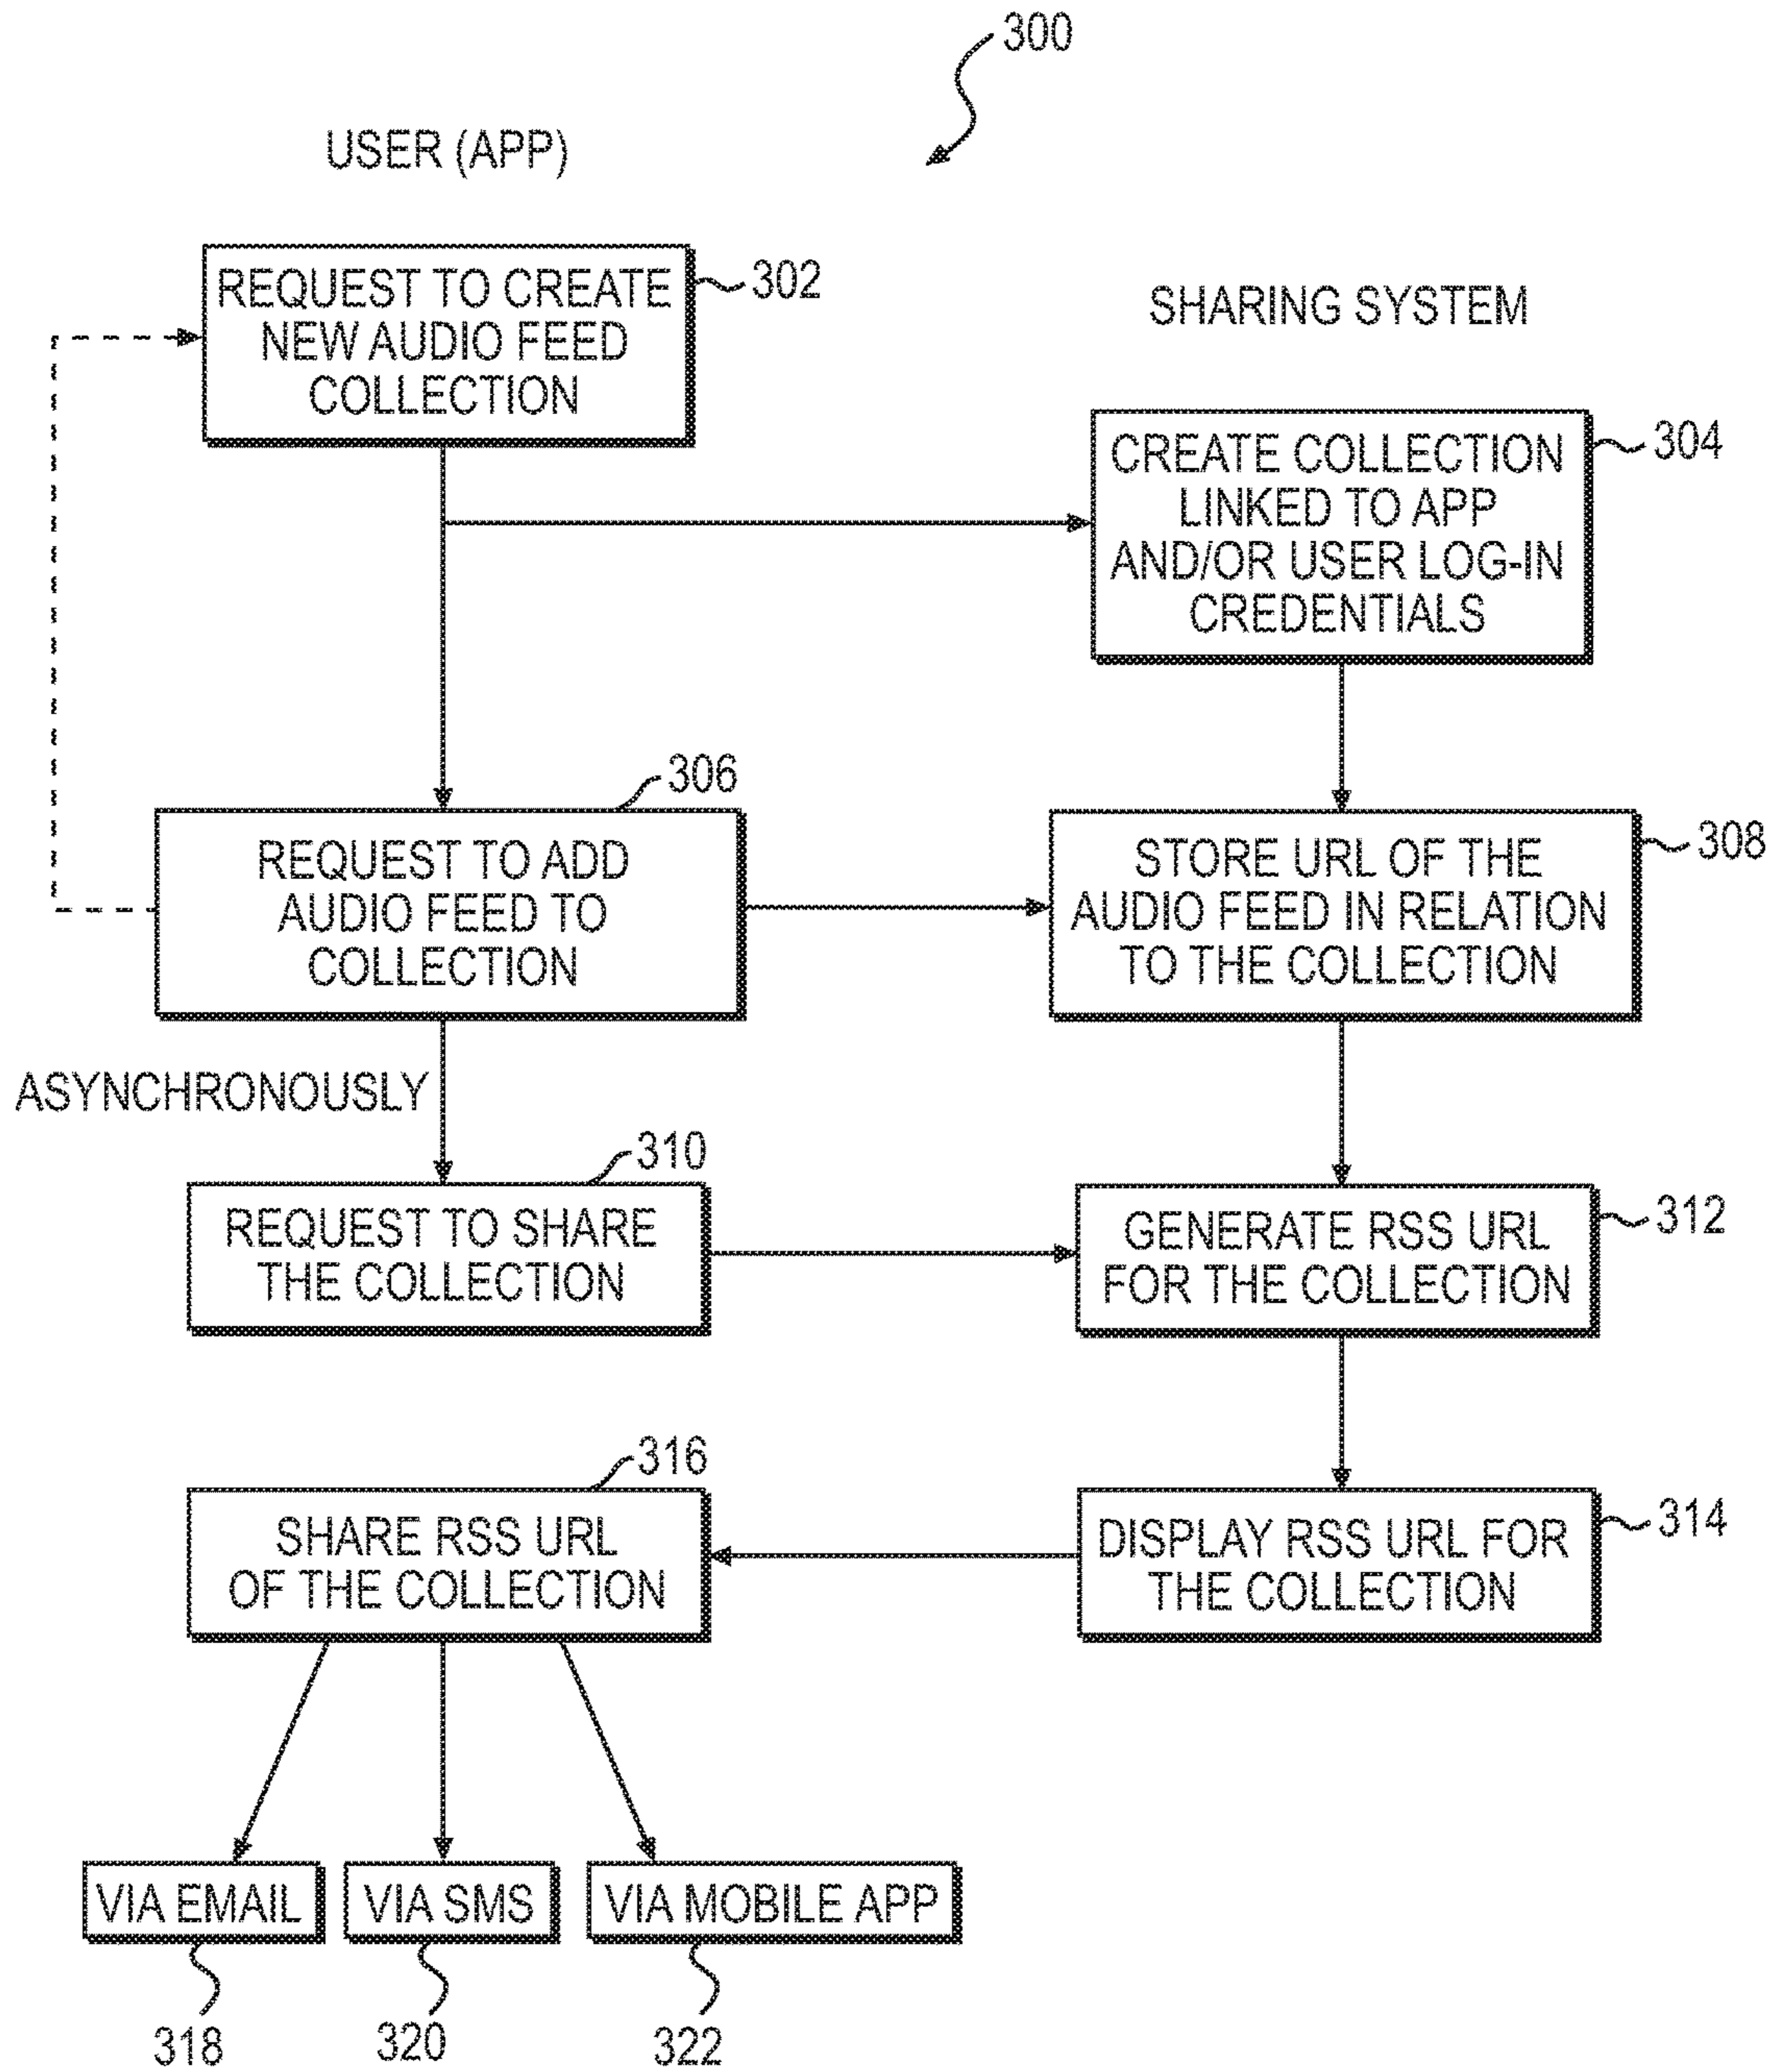 300
USER (APP)
REQUEST TO CREATE
NEW AUDIO FEED
COLLECTION
302
SHARING SYSTEM
CREATE COLLECTION
LINKED TO APP
AND/OR USER LOG-IN
CREDENTIALS
304
306
REQUEST TO ADD
AUDIO FEED TO
COLLECTION
STORE URL OF THE
AUDIO FEED IN RELATION
TO THE COLLECTION
308
ASYNCHRONOUSLY
310
REQUEST TO SHARE
THE COLLECTION
GENERATE RSS URL
FOR THE COLLECTION
312
316
SHARE RSS URL
OF THE COLLECTION
DISPLAY RSS URL FOR
THE COLLECTION
314
VIA EMAIL
VIA SMS
VIA MOBILE APP
318
320
322